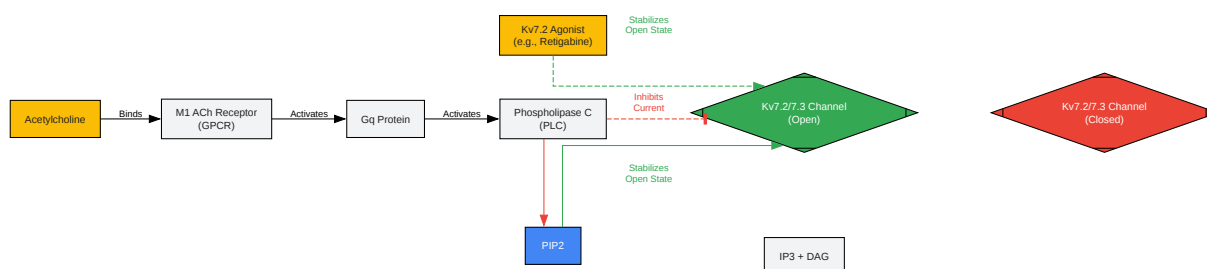 Kv7.2 Agonist
(e.g., Retigabine)
Stabilizes
Open State
Acetylcholine
Binds
M1 ACh Receptor
(GPCR)
Activates
Gq Protein
Activates
Phospholipase C
(PLC)
Inhibits
Current
Kv7.2/7.3 Channel
(Open)
Kv7.2/7.3 Channel
(Closed)
Stabilizes
Open State
PIP2
IP3 + DAG